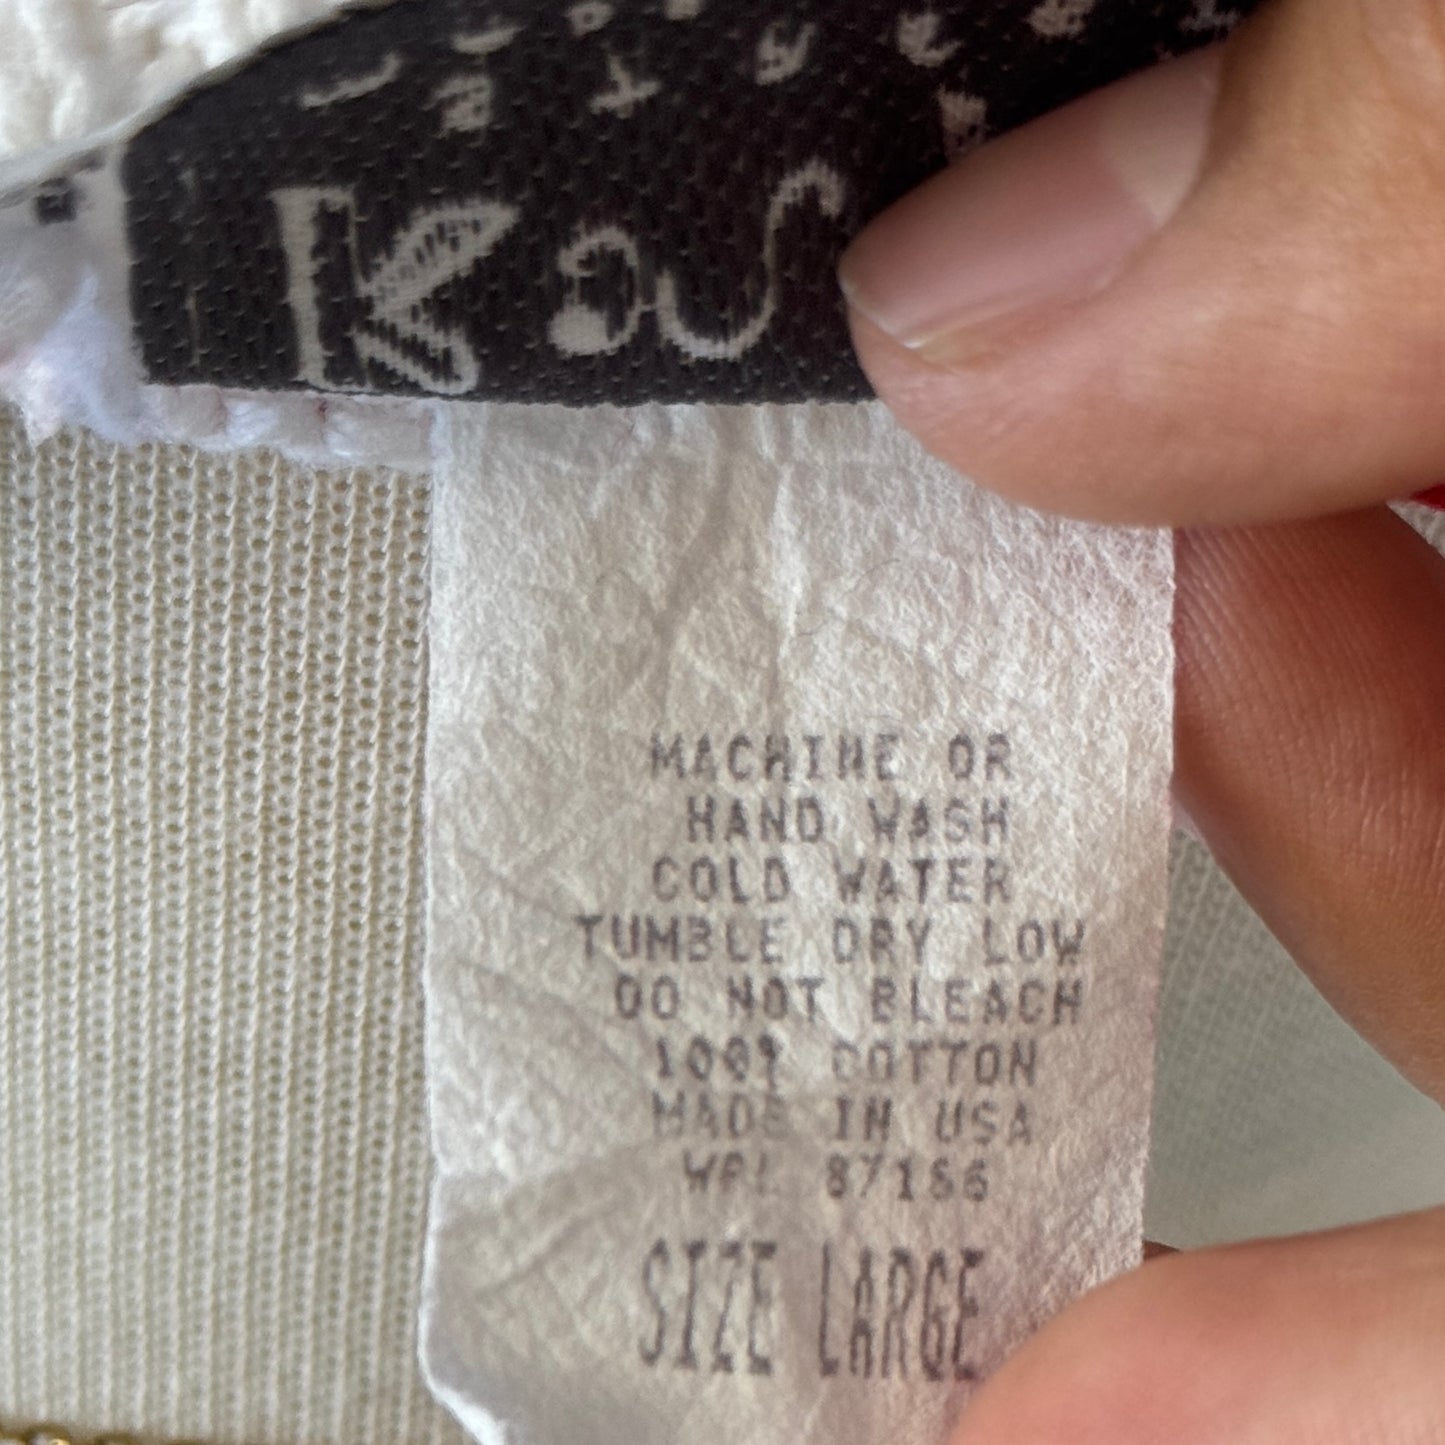 MACHINE OR
HAND WASH
COLD WATER
TUMBLE DRY LOW
DO NOT BLEACH
100% COTTON
MADE IN USA
WPL 87166
SIZE LARGE